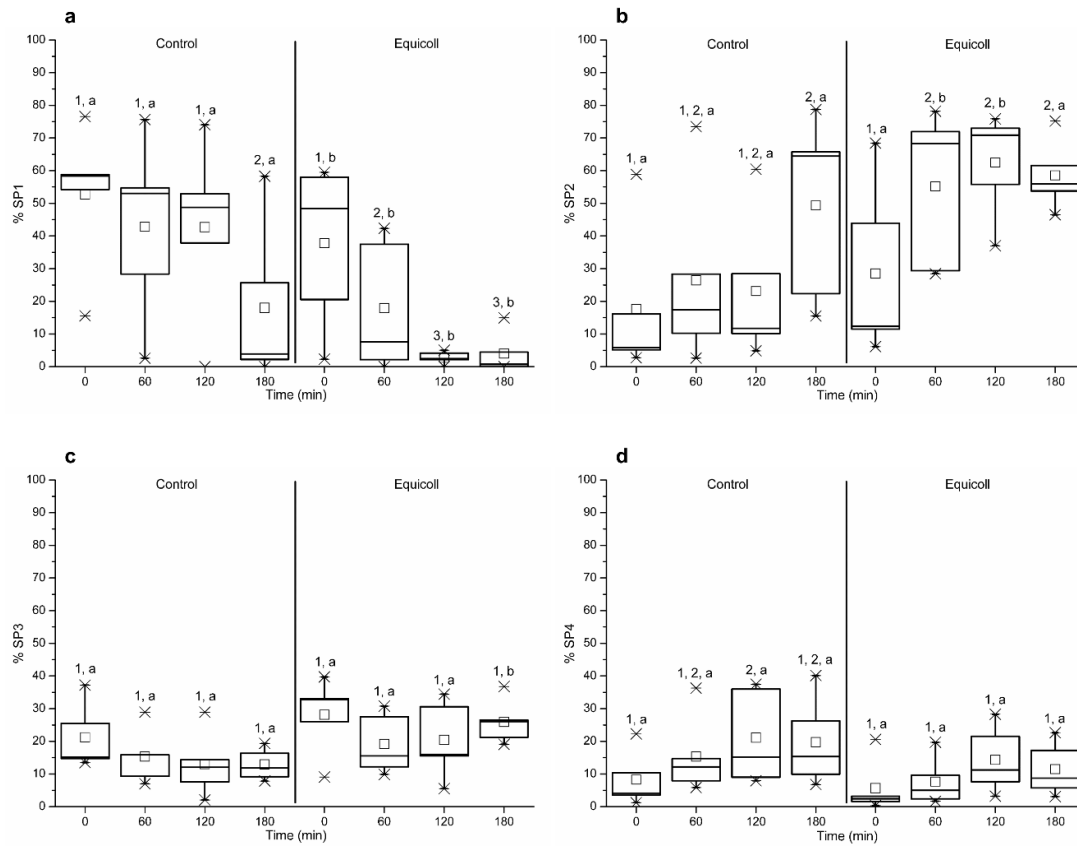 a
Control Equicoll
100
90
80
70
60
50
40
30
20
10
0
% SP1
1, a 1, a 1, a 2, a 1, b 2, b 3, b 3, b
0 60 120 180 0 60 120 180
Time (min)
b
Control Equicoll
100
90
80
70
60
50
40
30
20
10
0
% SP2
1, a 1, 2, a 1, 2, a 2, a 1, a 2, b 2, b 2, a
0 60 120 180 0 60 120 180
Time (min)
c
Control Equicoll
100
90
80
70
60
50
40
30
20
10
0
% SP3
1, a 1, a 1, a 1, a 1, a 1, a 1, a 1, b
0 60 120 180 0 60 120 180
Time (min)
d
Control Equicoll
100
90
80
70
60
50
40
30
20
10
0
% SP4
1, a 1, 2, a 2, a 1, 2, a 1, a 1, a 1, a 1, a
0 60 120 180 0 60 120 180
Time (min)